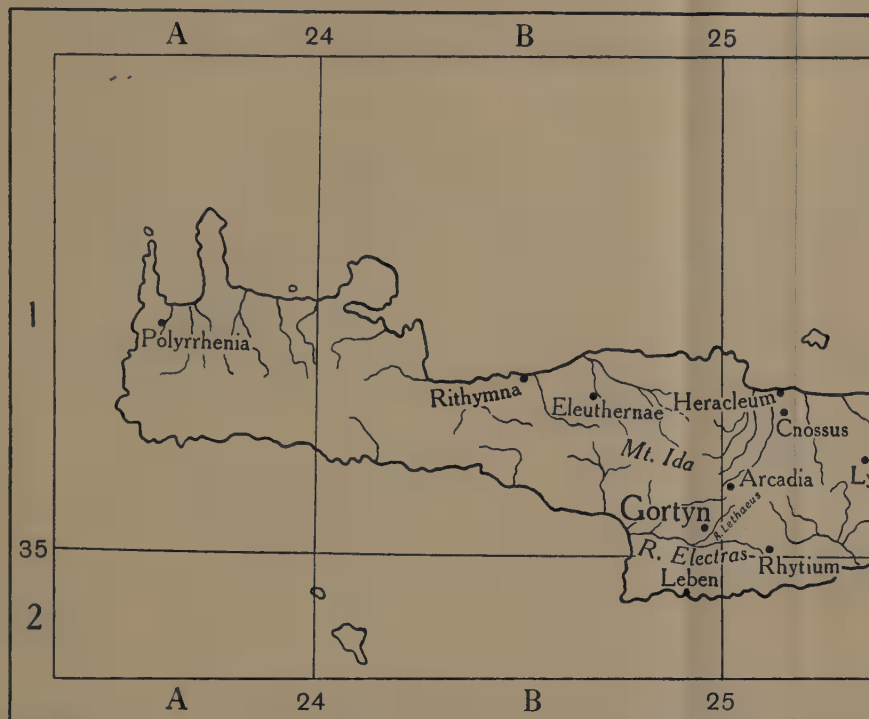 A 24 B 25
1
Polyrrhenia
Rithymna
Eleuthernae
Heracleum
Cnossus
Mt. Ida
Ly
Arcadia
Gortyn
R. Lethaeus
35
R. Electras
Rhytium
Leben
2
A 24 B 25